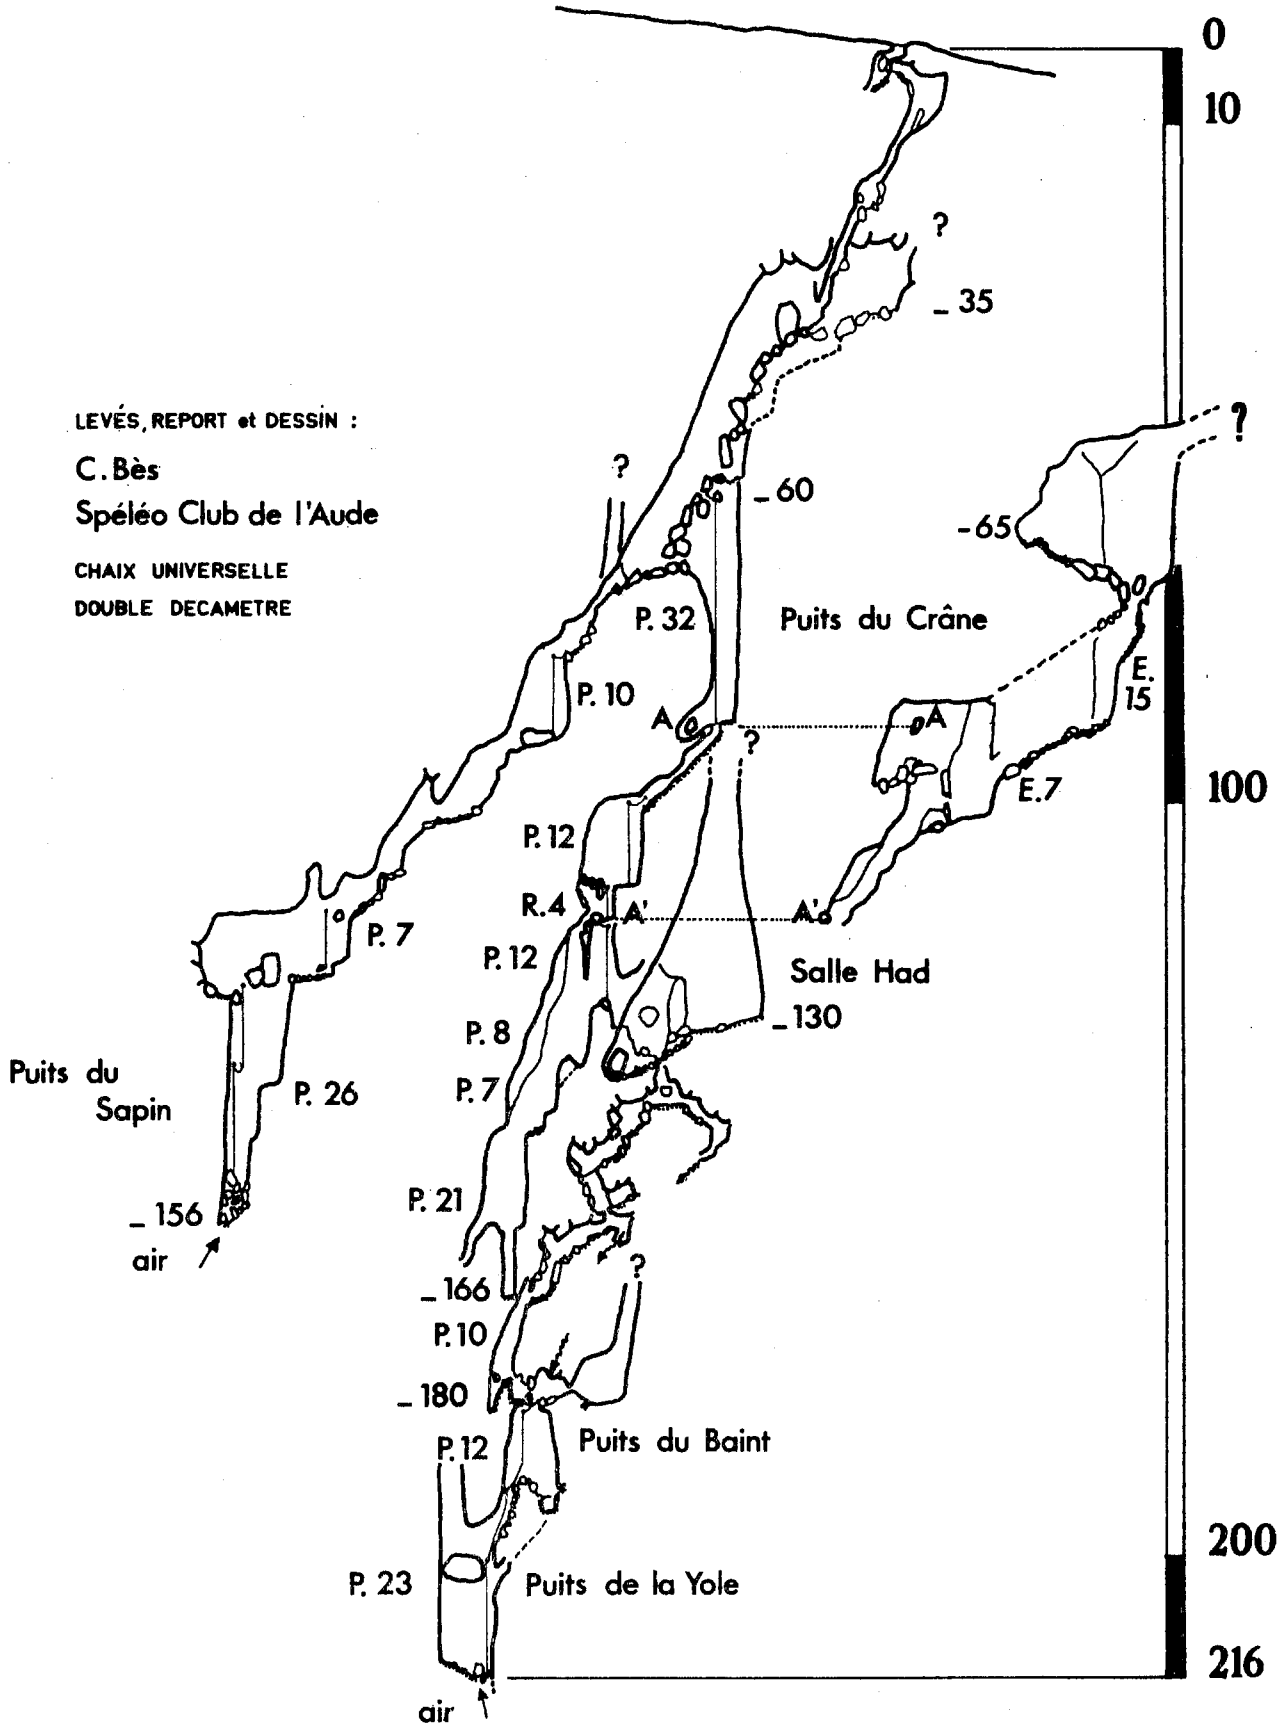 0
10
?
_ 35
LEVÉS, REPORT et DESSIN :
C. Bès
Spéléo Club de l'Aude
CHAIX UNIVERSELLE
DOUBLE DECAMETRE
?
?
_ 60
- 65
P. 32
Puits du Crâne
P. 10
E.
15
A
A
?
E.7
100
P. 12
R.4
A'
A'
P. 7
P. 12
Salle Had
_ 130
P. 8
Puits du
Sapin
P. 26
P. 7
P. 21
_ 156
air
?
_ 166
P. 10
_ 180
P. 12
Puits du Baint
200
P. 23
Puits de la Yole
216
air